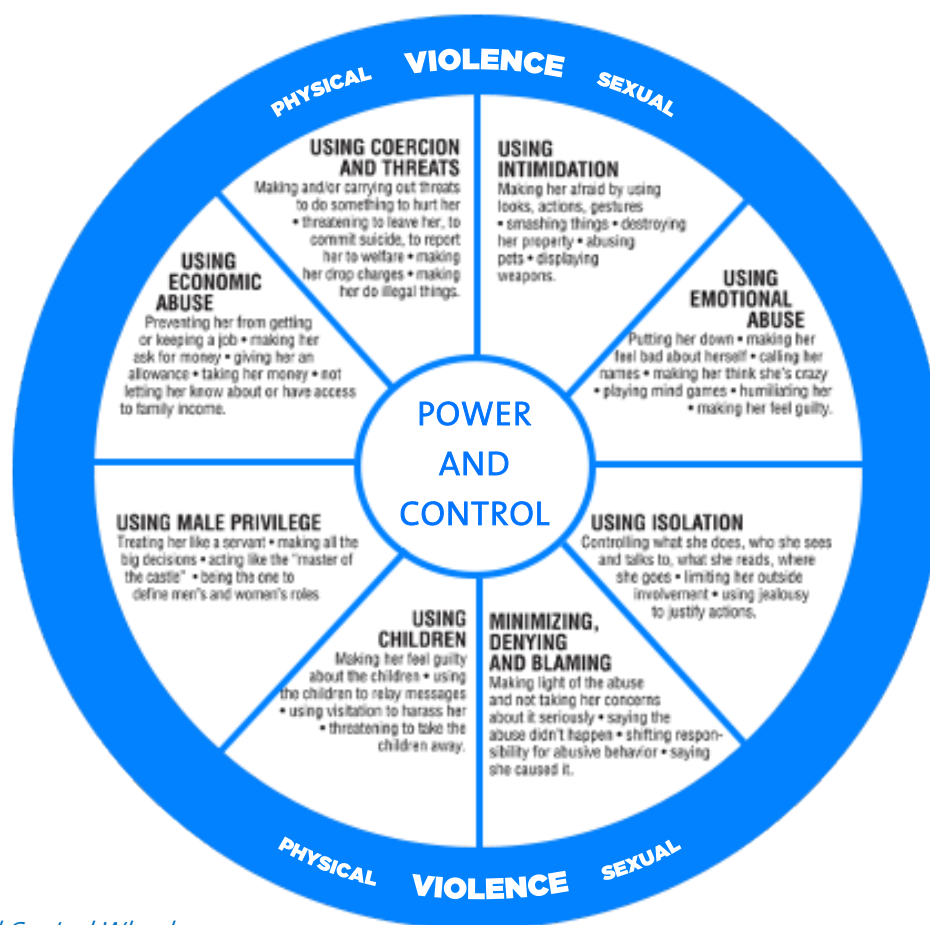 PHYSICAL VIOLENCE SEXUAL
USING COERCION
AND THREATS
Making and/or carrying out threats
to do something to hurt her
• threatening to leave her, to
commit suicide, to report
her to welfare • making
her drop charges • making
her do illegal things.
USING
INTIMIDATION
Making her afraid by using
looks, actions, gestures
• smashing things • destroying
her property • abusing
pets • displaying
weapons.
USING
ECONOMIC
ABUSE
Preventing her from getting
or keeping a job • making her
ask for money • giving her an
allowance • taking her money • not
letting her know about or have access
to family income.
USING
EMOTIONAL
ABUSE
Putting her down • making her
feel bad about herself • calling her
names • making her think she's crazy
• playing mind games • humiliating her
• making her feel guilty.
POWER
AND
CONTROL
USING MALE PRIVILEGE
Treating her like a servant • making all the
big decisions • acting like the "master of
the castle" • being the one to
define men's and women's roles
USING ISOLATION
Controlling what she does, who she sees
and talks to, what she reads, where
she goes • limiting her outside
involvement • using jealousy
to justify actions.
USING
CHILDREN
Making her feel guilty
about the children • using
the children to relay messages
• using visitation to harass her
• threatening to take the
children away.
MINIMIZING,
DENYING
AND BLAMING
Making light of the abuse
and not taking her concerns
about it seriously • saying the
abuse didn't happen • shifting respon-
sibility for abusive behavior • saying
she caused it.
PHYSICAL VIOLENCE SEXUAL